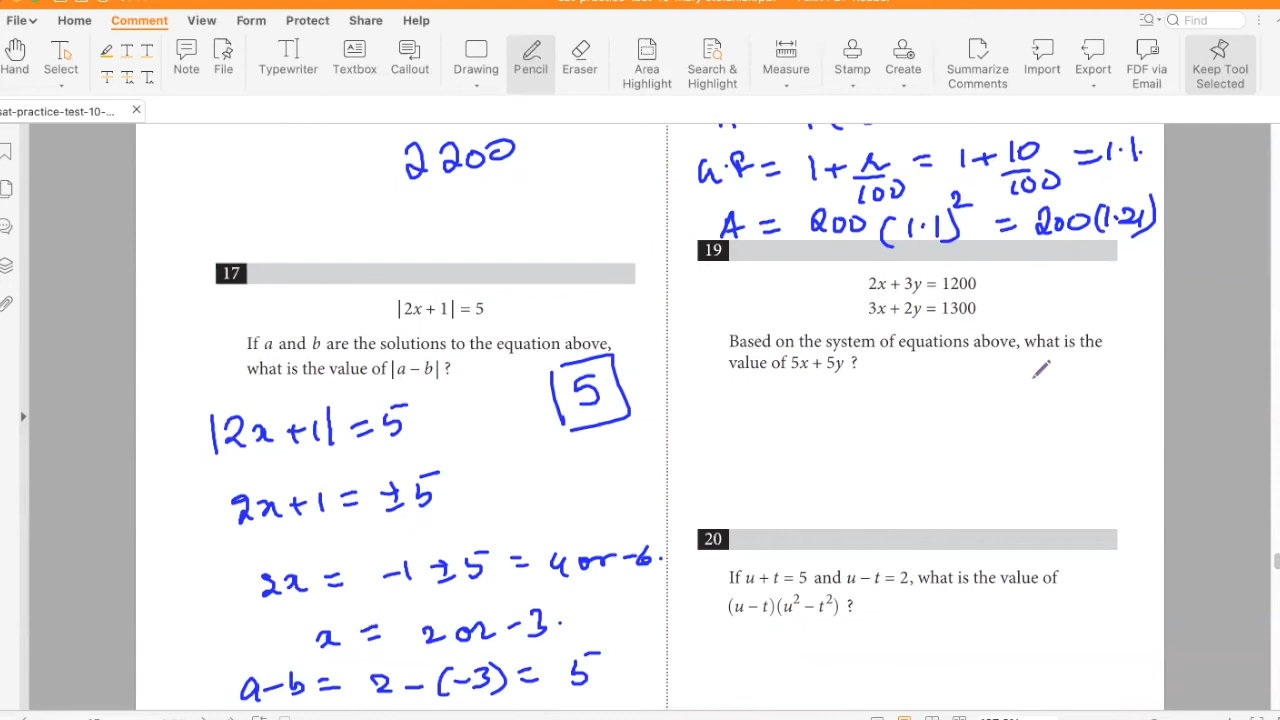 File View Form Protect Share Help
Home
Comment
Find
Hand
Select
Note
File
Typewriter
Textbox
Callout
Drawing
Pencil
Eraser
Area Highlight
Search & Highlight
Measure
Stamp
Create
Summarize Comments
Import
Export
PDF via Email
Keep Tool Selected
sat-practice-test-10-...
2200
17
|2x + 1| = 5
If a and b are the solutions to the equation above,
what is the value of |a − b| ?
5
|2x+1| = 5
2x+1 = ±5
2x = -1 ±5 = 4 or -6.
x = 2 or -3.
a-b = 2 - (-3) = 5
= 1 + r/100 = 1 + 10/100 = 1.1.
A = 200 (1.1)² = 200(1.21)
19
2x + 3y = 1200
3x + 2y = 1300
Based on the system of equations above, what is the
value of 5x + 5y ?
20
If u + t = 5 and u − t = 2, what is the value of
(u − t)(u² − t²) ?